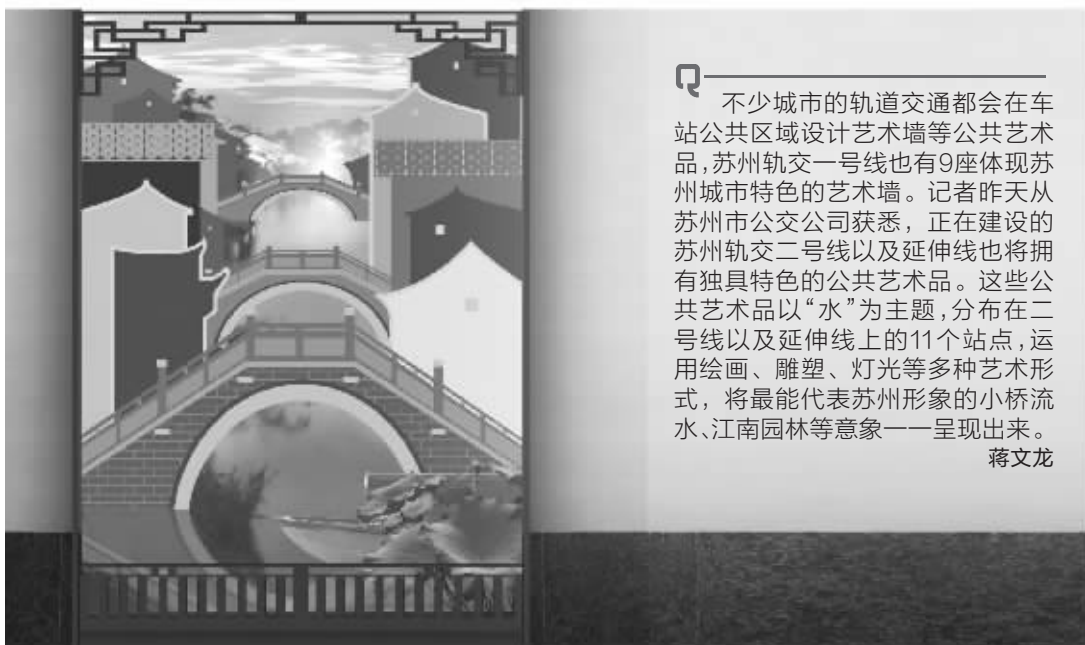 不少城市的轨道交通都会在车
站公共区域设计艺术墙等公共艺术
品,苏州轨交一号线也有9座体现苏
州城市特色的艺术墙。记者昨天从
苏州市公交公司获悉，正在建设的
苏州轨交二号线以及延伸线也将拥
有独具特色的公共艺术品。这些公
共艺术品以“水”为主题,分布在二
号线以及延伸线上的11个站点,运
用绘画、雕塑、灯光等多种艺术形
式，将最能代表苏州形象的小桥流
水、江南园林等意象一一呈现出来。
蒋文龙